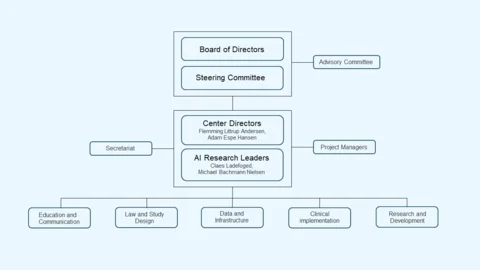 Board of Directors
Steering Committee
Advisory Committee
Center Directors
Flemming Littrup Andersen,
Adam Espe Hansen
Secretariat
Project Managers
AI Research Leaders
Claes Ladefoged,
Michael Bachmann Nielsen
Education and
Communication
Law and Study
Design
Data and
Infrastructure
Clinical
implementation
Research and
Development